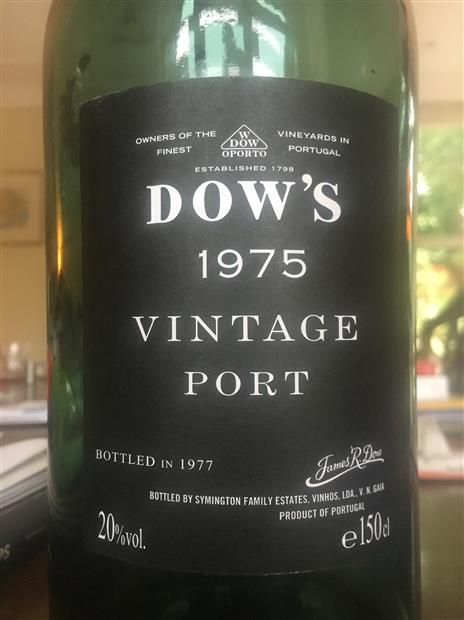 OWNERS OF THE FINEST
W
DOW
OPORTO
VINEYARDS IN PORTUGAL
ESTABLISHED 1798
DOW'S
1975
VINTAGE
PORT
BOTTLED IN 1977
James R. Dow
BOTTLED BY SYMINGTON FAMILY ESTATES, VINHOS, LDA., V. N. GAIA
PRODUCT OF PORTUGAL
20%vol.
e150cl